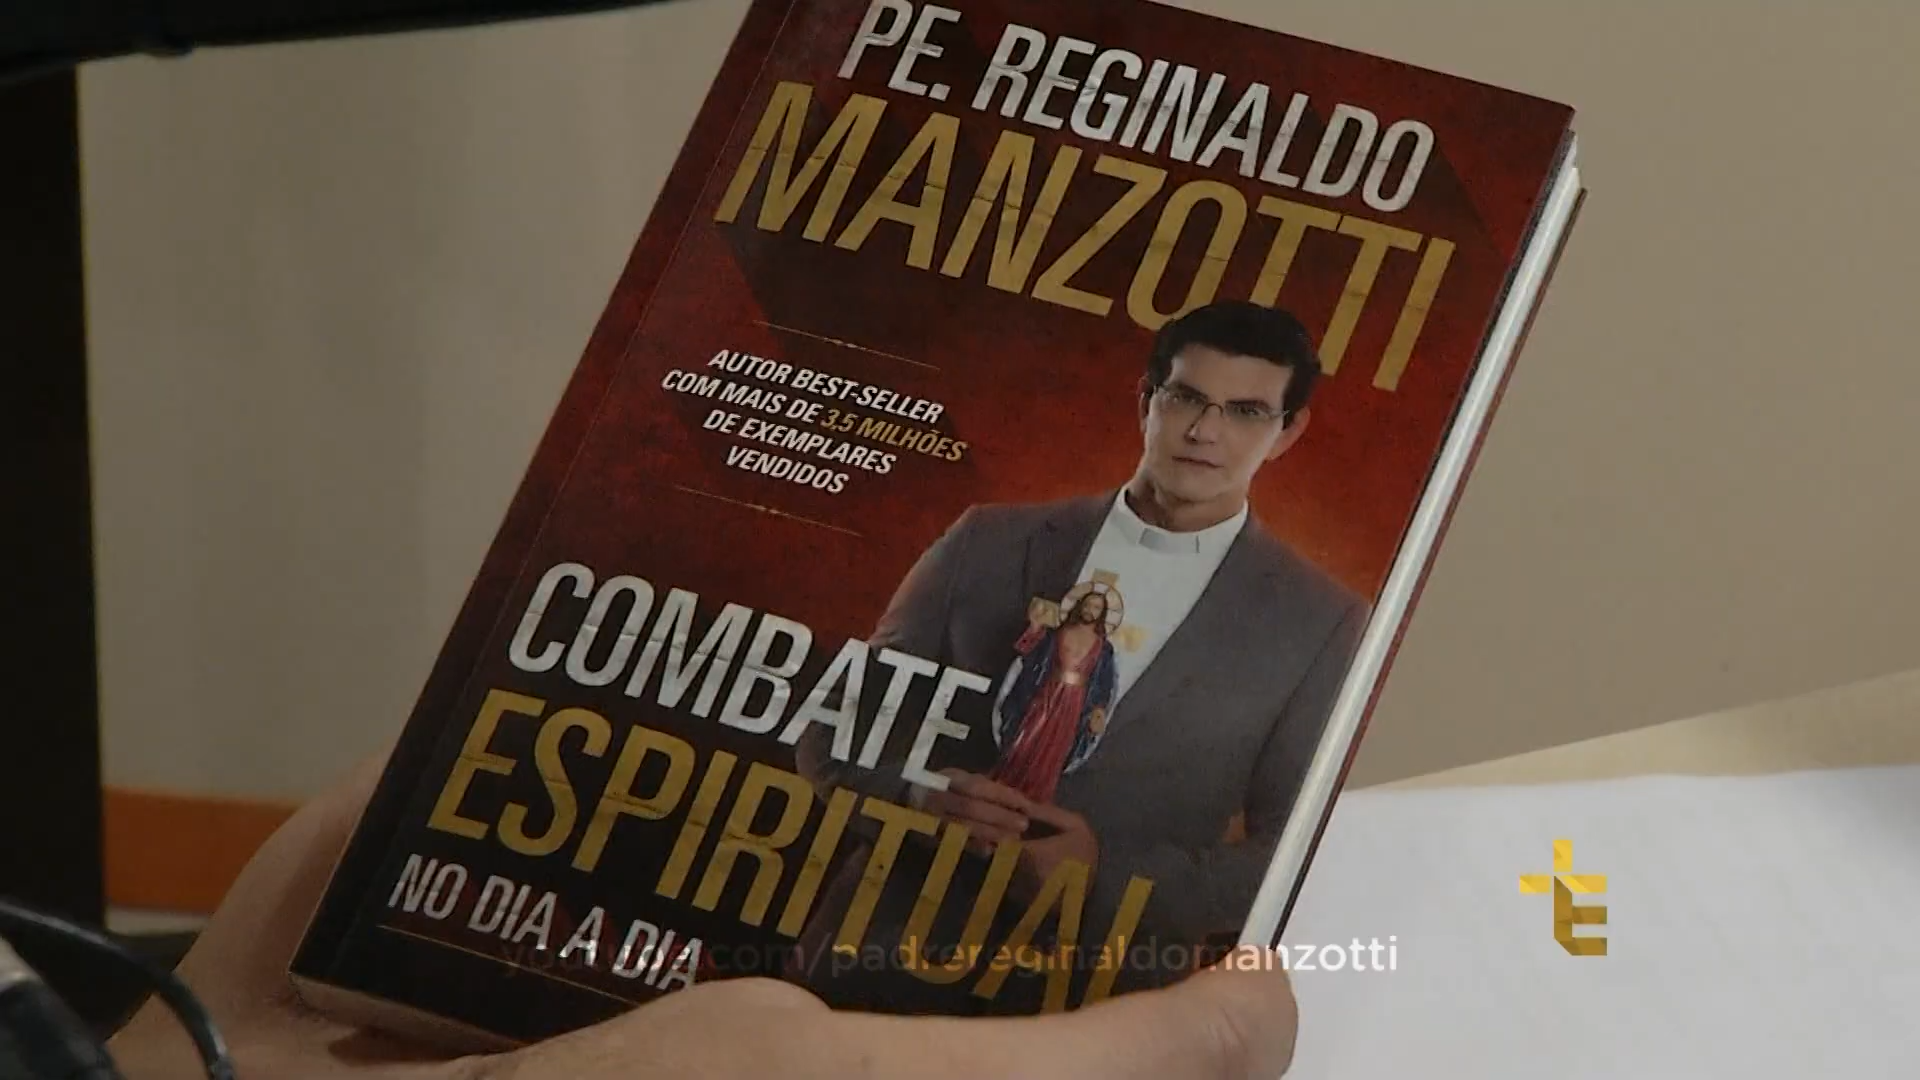 PE. REGINALDO
MANZOTTI
AUTOR BEST-SELLER
COM MAIS DE 3,5 MILHÕES
DE EXEMPLARES
VENDIDOS
COMBATE
ESPIRITUAL
NO DIA A DIA
youtube.com/padrereginaldomanzotti